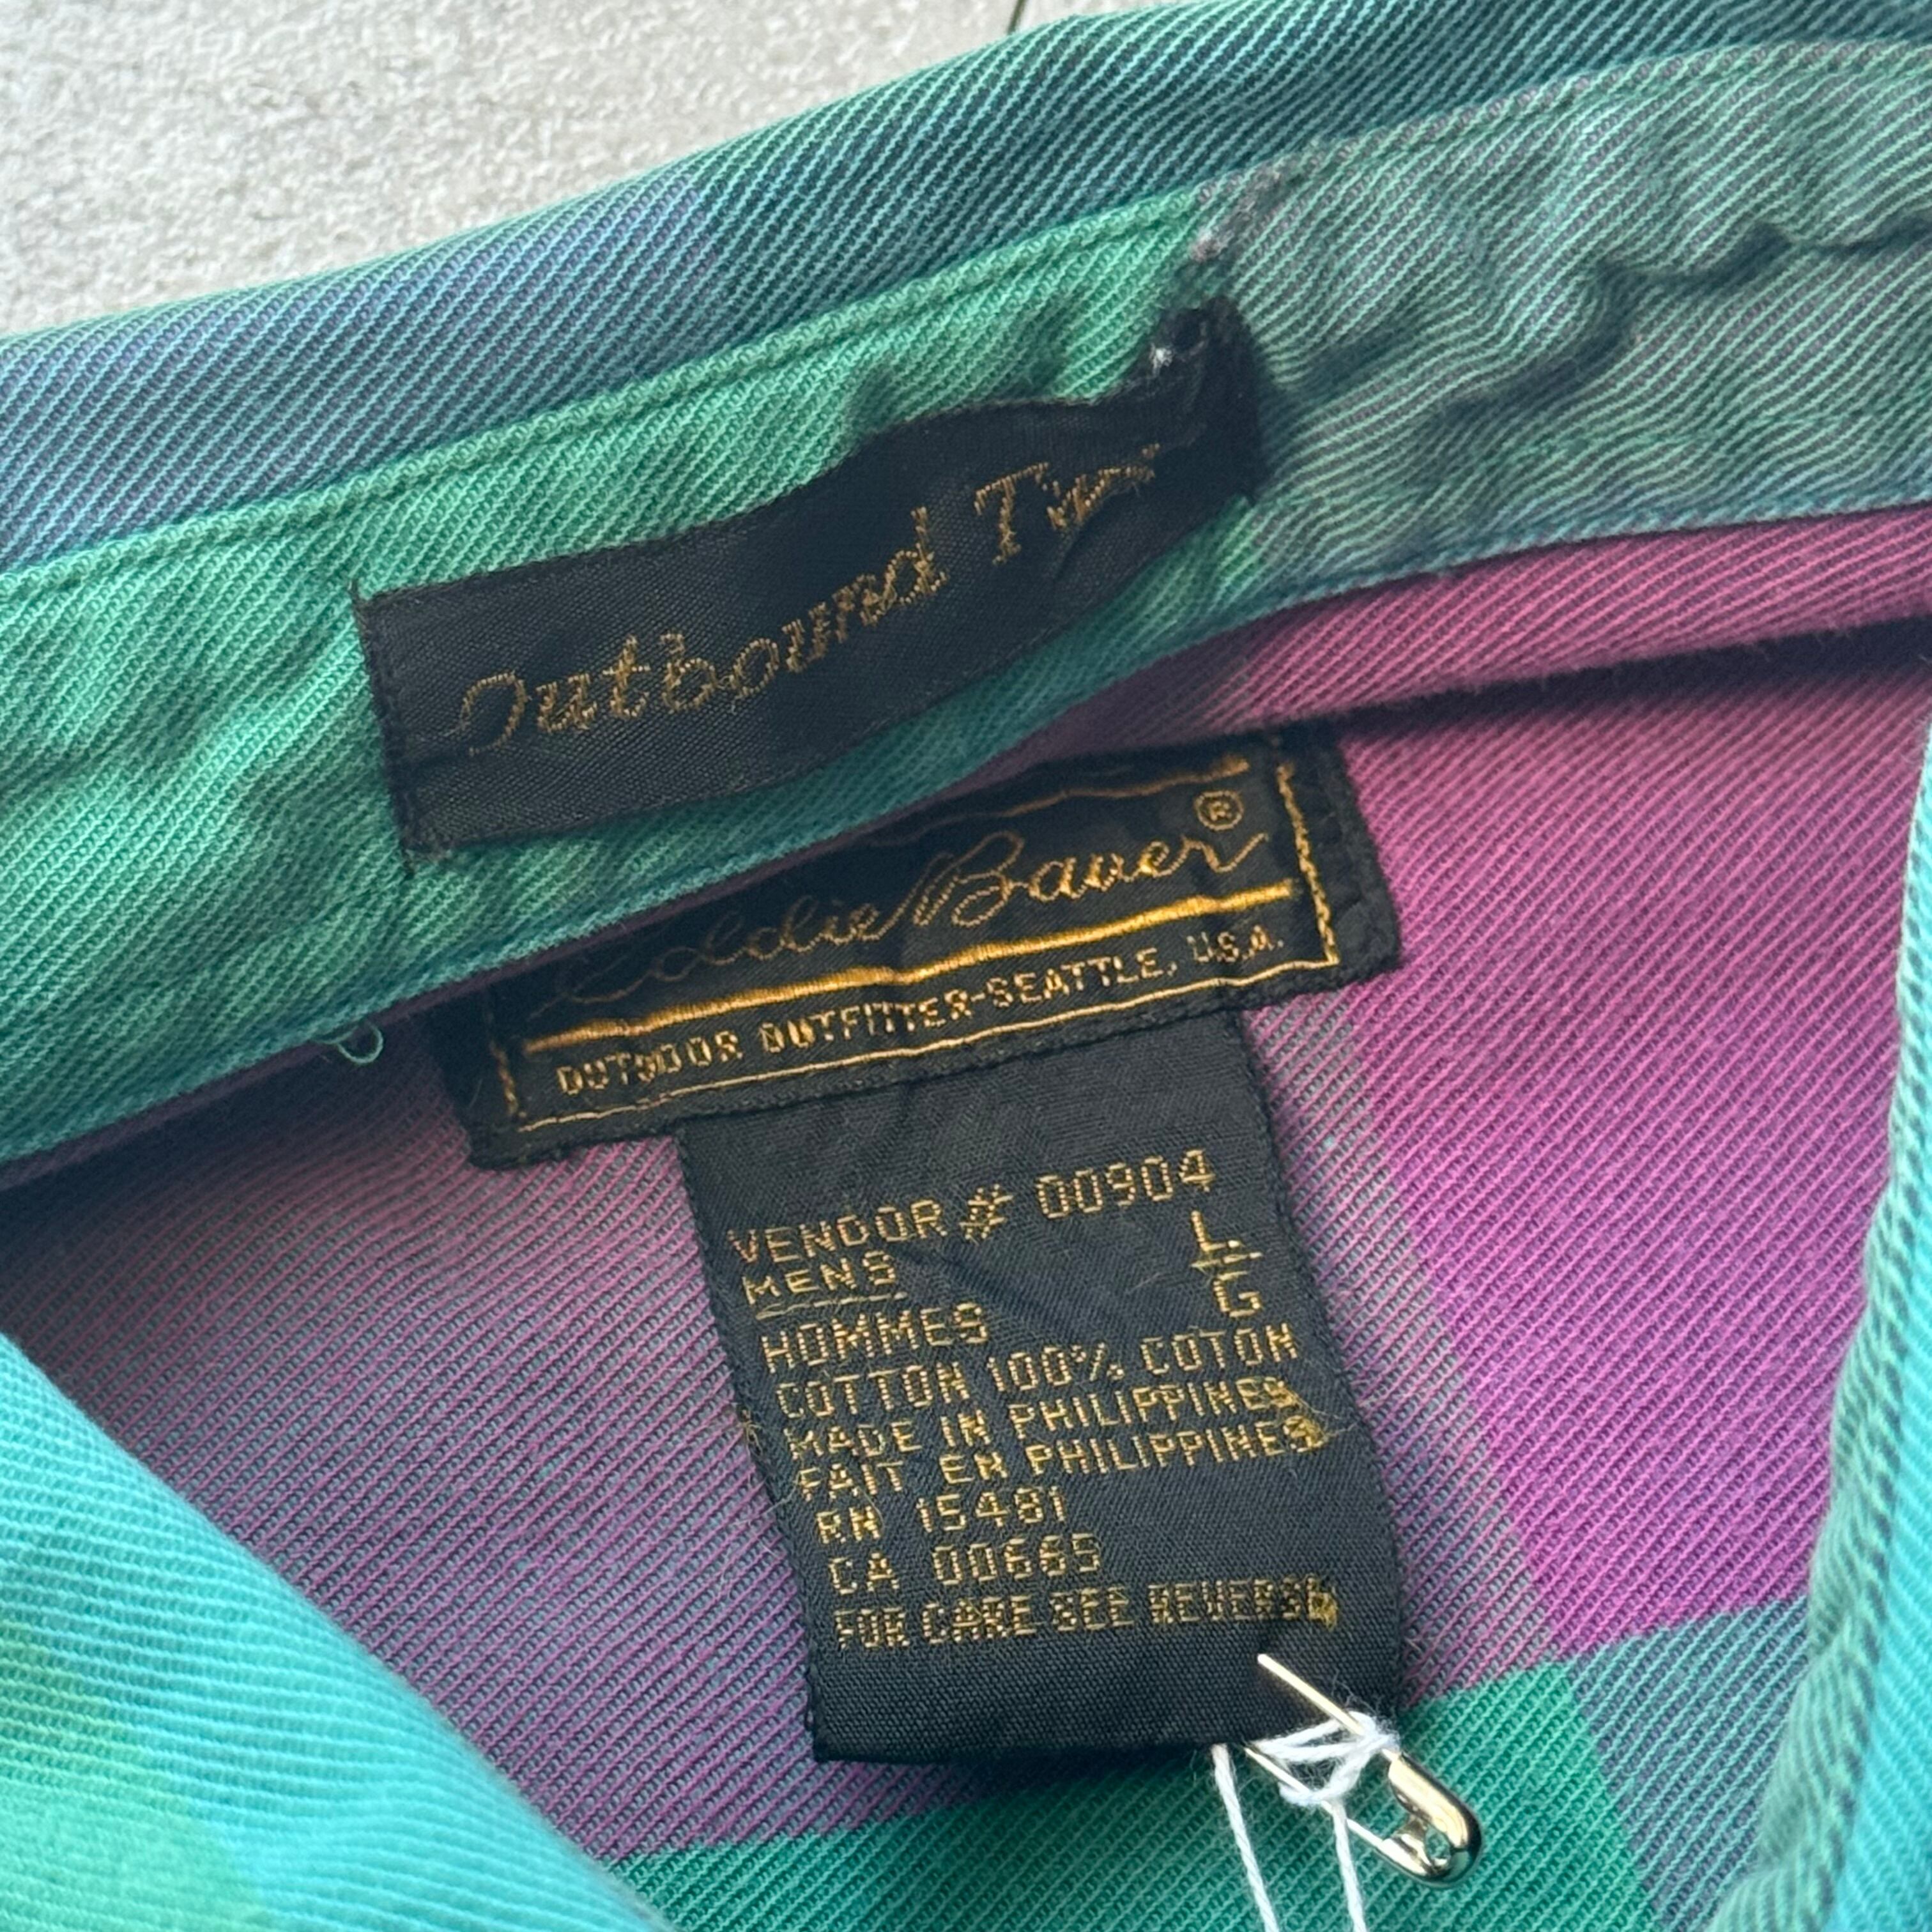 Outbound Twill
Eddie Bauer®
OUTDOOR OUTFITTER-SEATTLE, U.S.A.
VENDOR # 00904
MENS L.
HOMMES G
COTTON 100% COTON
MADE IN PHILIPPINES
FAIT EN PHILIPPINES
RN 15481
CA 00665
FOR CARE SEE REVERSE